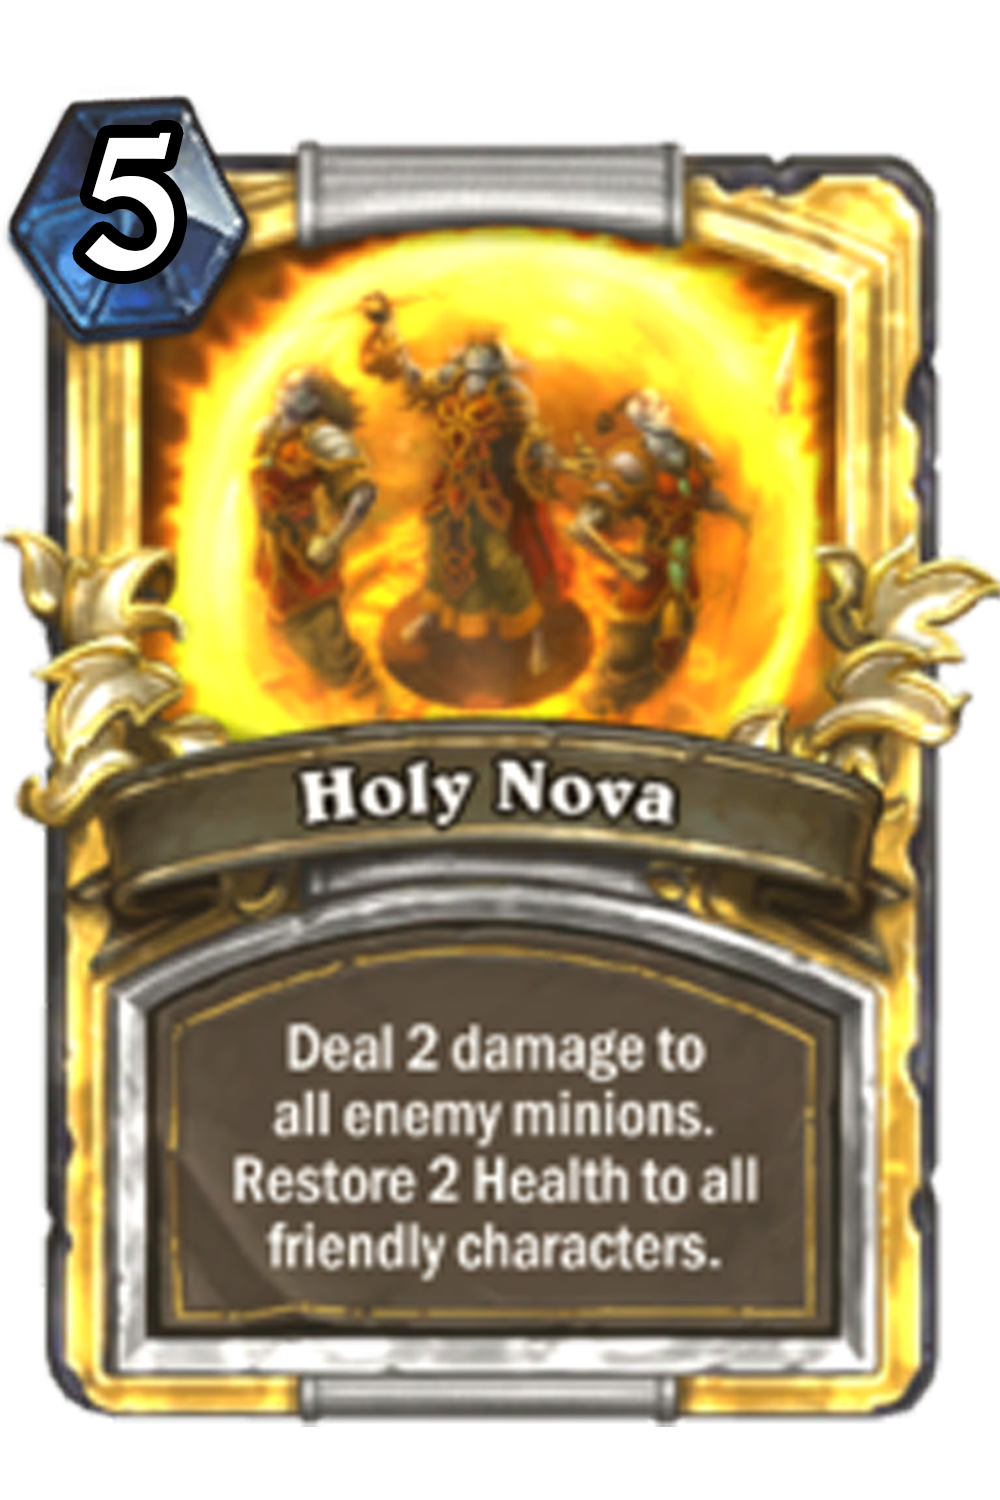 5
Holy Nova
Deal 2 damage to
all enemy minions.
Restore 2 Health to all
friendly characters.